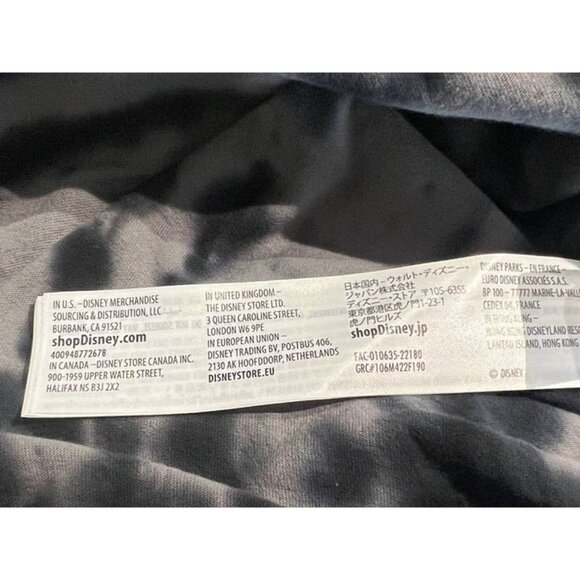 IN U.S. –DISNEY MERCHANDISE
SOURCING & DISTRIBUTION, LLC
BURBANK, CA 91521
shopDisney.com
400948772678
IN CANADA –DISNEY STORE CANADA INC.
900-1959 UPPER WATER STREET,
HALIFAX NS B3J 2X2
IN UNITED KINGDOM –
THE DISNEY STORE LTD.
3 QUEEN CAROLINE STREET,
LONDON W6 9PE
IN EUROPEAN UNION –
DISNEY TRADING BV, POSTBUS 406,
2130 AK HOOFDDORP, NETHERLANDS
DISNEYSTORE.EU
日本国内－ウォルト・ディズニー・
ジャパン株式会社
ディズニー・ストア 〒105-6355
東京都港区虎ノ門1-23-1
虎ノ門ヒルズ
shopDisney.jp
FAC-010635-22180
GRC#106M422F190
DISNEY PARKS – EN FRANCE
EURO DISNEY ASSOCIÉS S.A.S.
BP 100 – 77777 MARNE-LA-VALL
CEDEX 04, FRANCE
HONG KONG DISNEYLAND RES
LANTAU ISLAND, HONG KONG
© DISNEY